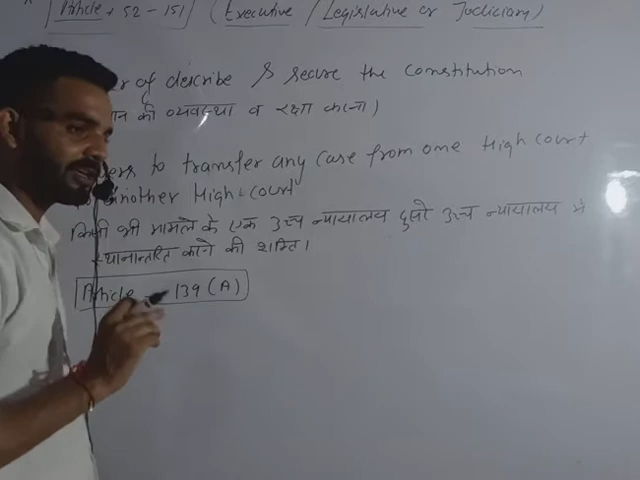 Article → 52 - 151 (Executive / Legislative or Judiciary)
of describe & secure the Constitution
की व्यवस्था व रक्षा करना)
to transfer any case from one High Court
another High Court
किसी भी मामले के एक उच्च न्यायालय दुसरे उच्च न्यायालय मे
स्थानान्तरित करने की शक्ति।
Article 139 (A)